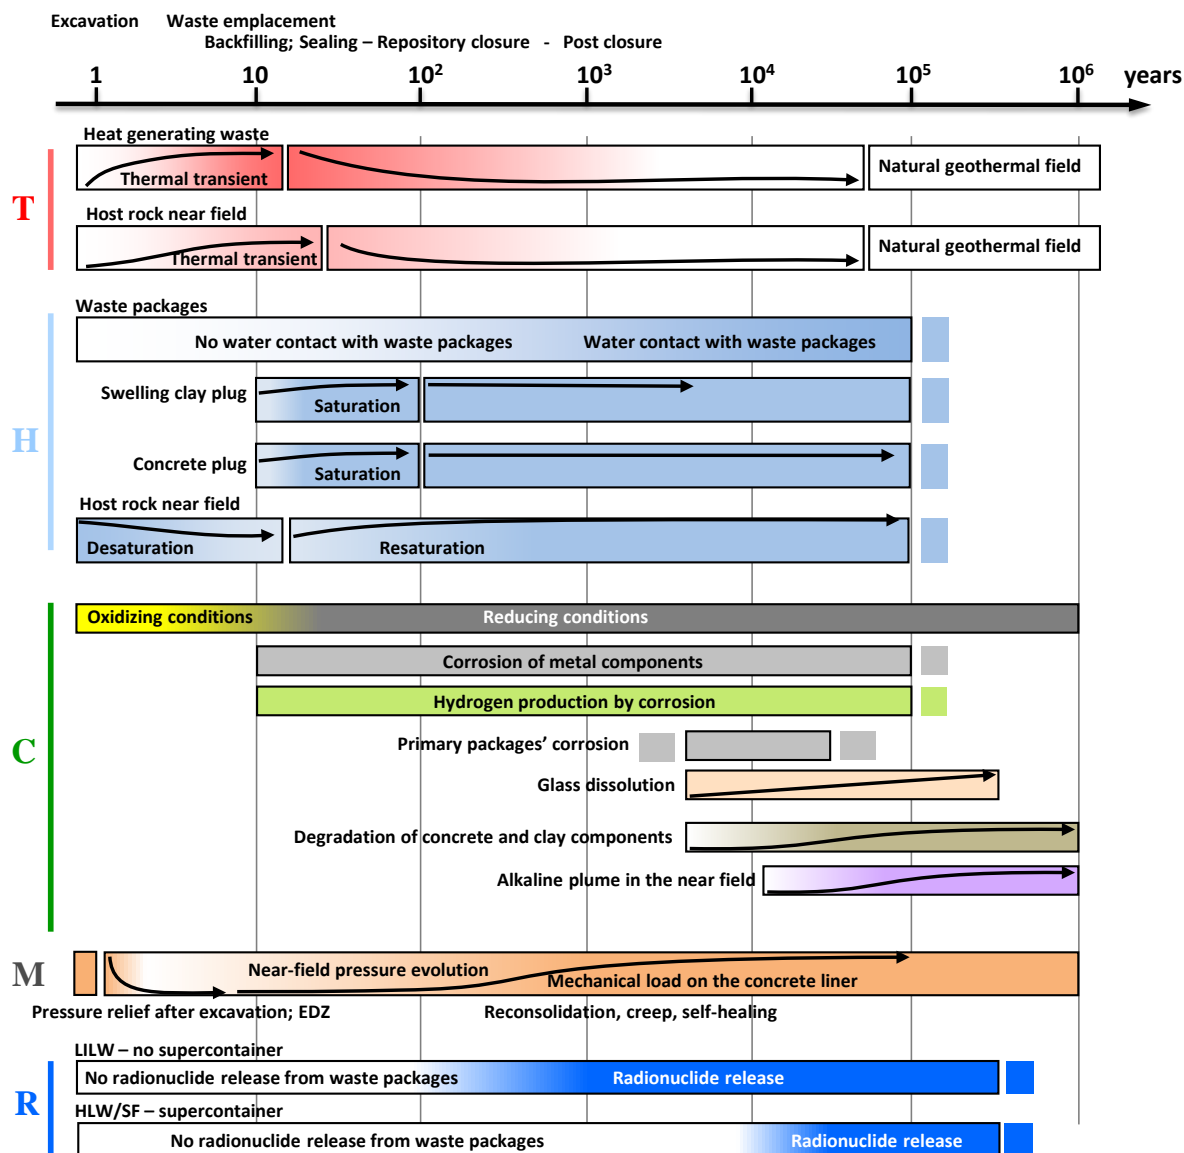 Excavation Waste emplacement
Backfilling; Sealing – Repository closure - Post closure
1 10 10² 10³ 10⁴ 10⁵ 10⁶ years
T
Heat generating waste
Thermal transient
Natural geothermal field
Host rock near field
Thermal transient
Natural geothermal field
H
Waste packages
No water contact with waste packages Water contact with waste packages
Swelling clay plug
Saturation
Concrete plug
Saturation
Host rock near field
Desaturation Resaturation
C
Oxidizing conditions Reducing conditions
Corrosion of metal components
Hydrogen production by corrosion
Primary packages’ corrosion
Glass dissolution
Degradation of concrete and clay components
Alkaline plume in the near field
M
Near-field pressure evolution
Mechanical load on the concrete liner
Pressure relief after excavation; EDZ Reconsolidation, creep, self-healing
R
LILW – no supercontainer
No radionuclide release from waste packages Radionuclide release
HLW/SF – supercontainer
No radionuclide release from waste packages Radionuclide release